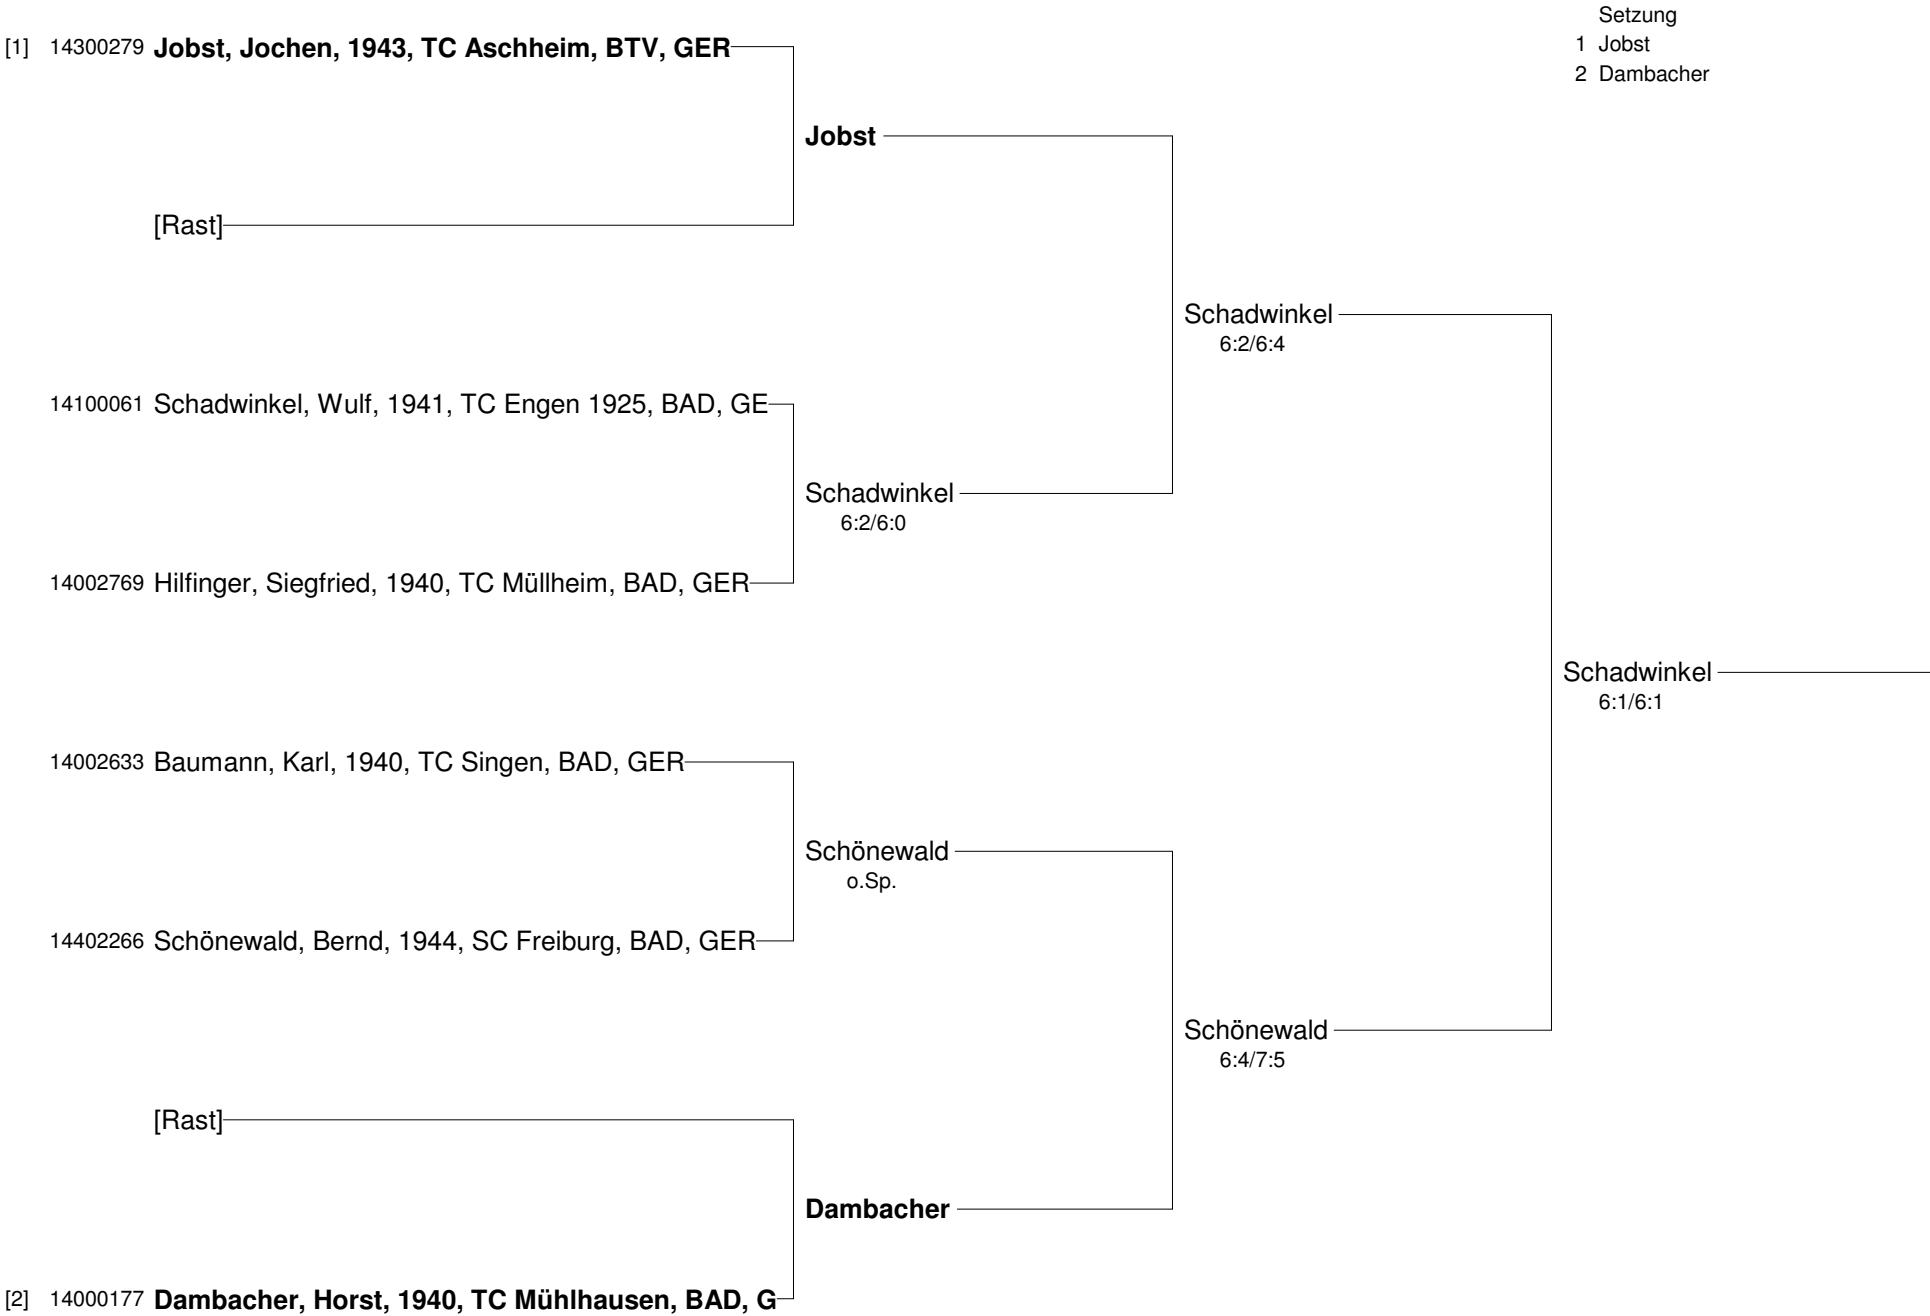 Setzung
1 Jobst
2 Dambacher
[1] 14300279 Jobst, Jochen, 1943, TC Aschheim, BTV, GER
Jobst
[Rast]
Schadwinkel
6:2/6:4
14100061 Schadwinkel, Wulf, 1941, TC Engen 1925, BAD, GE
Schadwinkel
6:2/6:0
14002769 Hilfinger, Siegfried, 1940, TC Müllheim, BAD, GER
Schadwinkel
6:1/6:1
14002633 Baumann, Karl, 1940, TC Singen, BAD, GER
Schönewald
o.Sp.
14402266 Schönewald, Bernd, 1944, SC Freiburg, BAD, GER
Schönewald
6:4/7:5
[Rast]
Dambacher
[2] 14000177 Dambacher, Horst, 1940, TC Mühlhausen, BAD, G